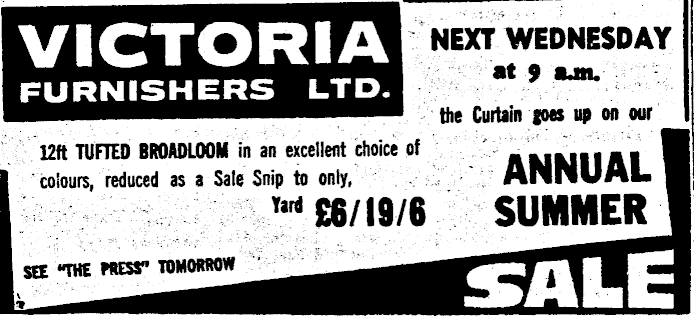 VICTORIA
FURNISHERS LTD.
NEXT WEDNESDAY
at 9 a.m.
the Curtain goes up on our
ANNUAL
SUMMER
SALE
12ft TUFTED BROADLOOM in an excellent choice of
colours, reduced as a Sale Snip to only,
Yard £6/19/6
SEE "THE PRESS" TOMORROW